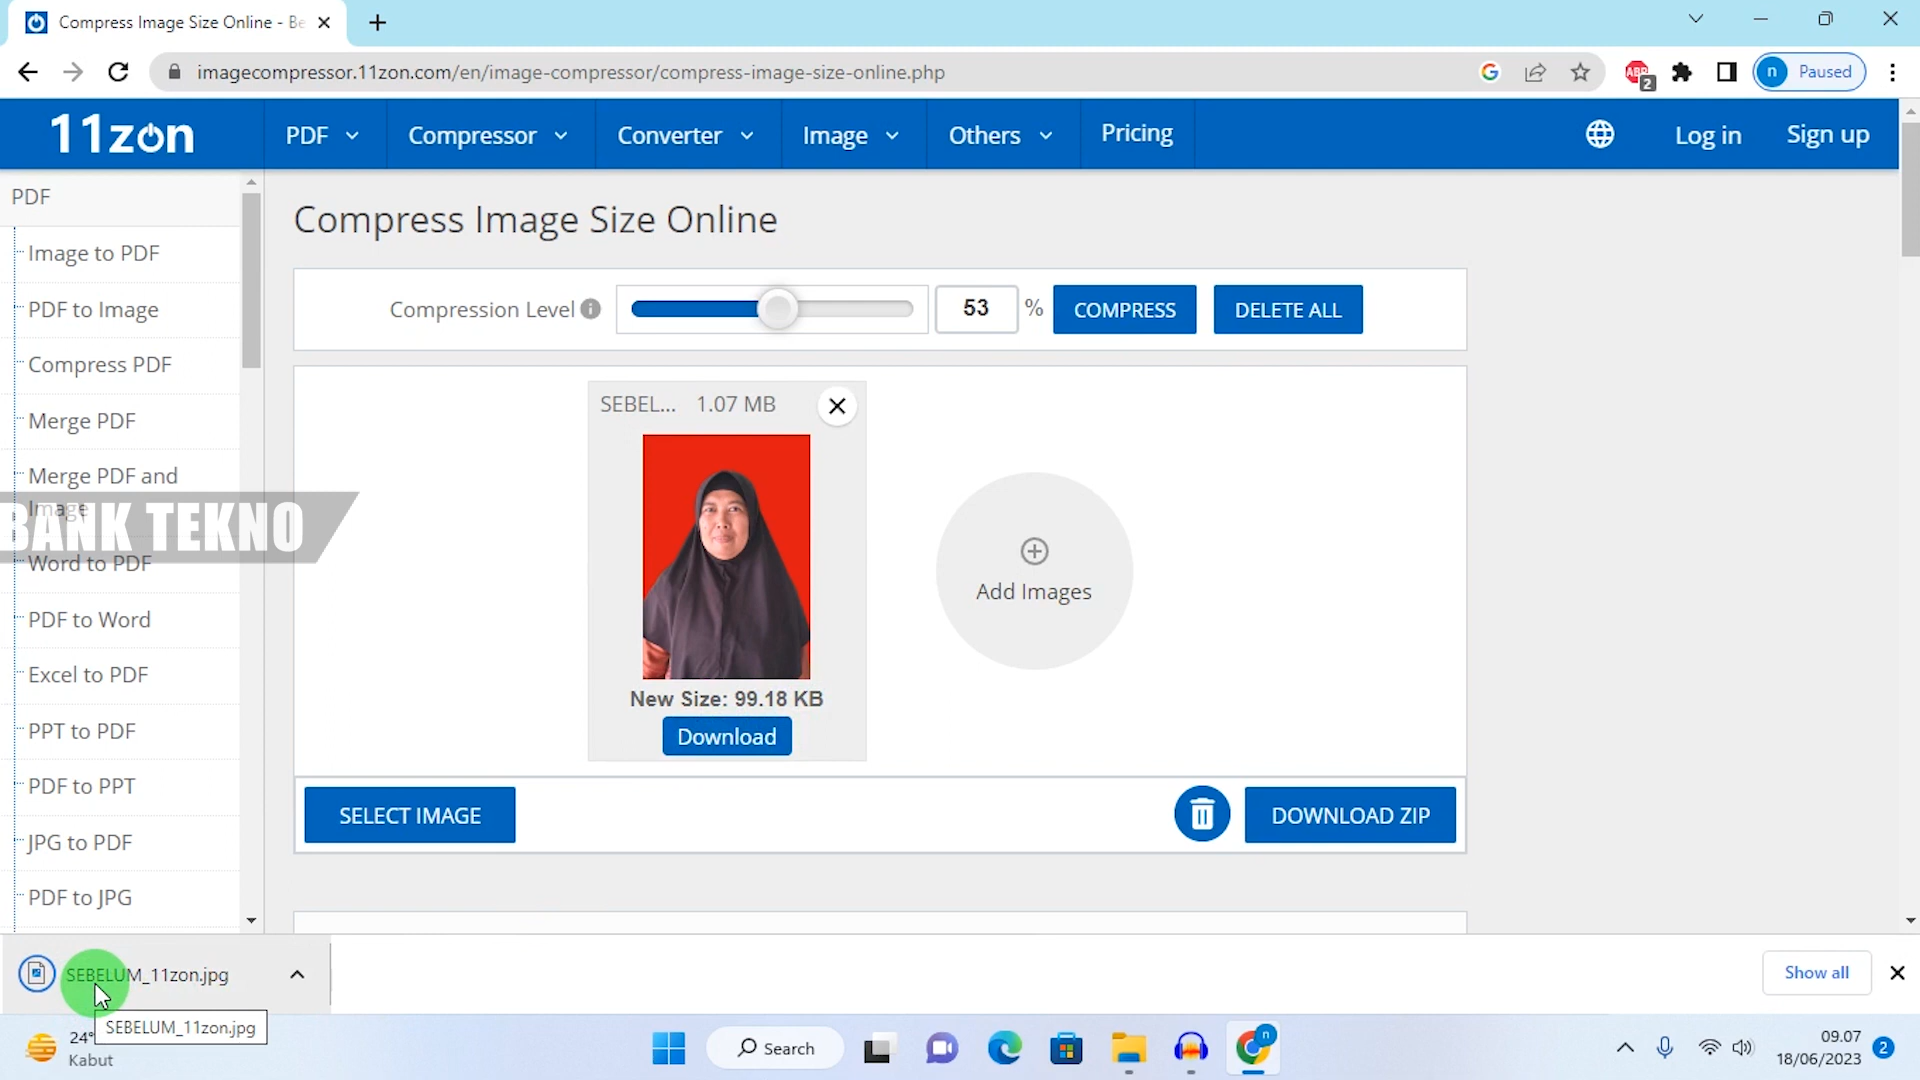 Compress Image Size Online - Be
imagecompressor.11zon.com/en/image-compressor/compress-image-size-online.php
ABP
2
n
Paused
11zon
PDF
Compressor
Converter
Image
Others
Pricing
Log in
Sign up
PDF
Image to PDF
PDF to Image
Compress PDF
Merge PDF
Merge PDF and
Image
BANK TEKNO
Word to PDF
PDF to Word
Excel to PDF
PPT to PDF
PDF to PPT
JPG to PDF
PDF to JPG
Compress Image Size Online
Compression Level
53
%
COMPRESS
DELETE ALL
SEBEL...
1.07 MB
New Size: 99.18 KB
Download
Add Images
SELECT IMAGE
DOWNLOAD ZIP
SEBELUM_11zon.jpg
Show all
SEBELUM_11zon.jpg
24°
Kabut
Search
n
09.07
18/06/2023
2